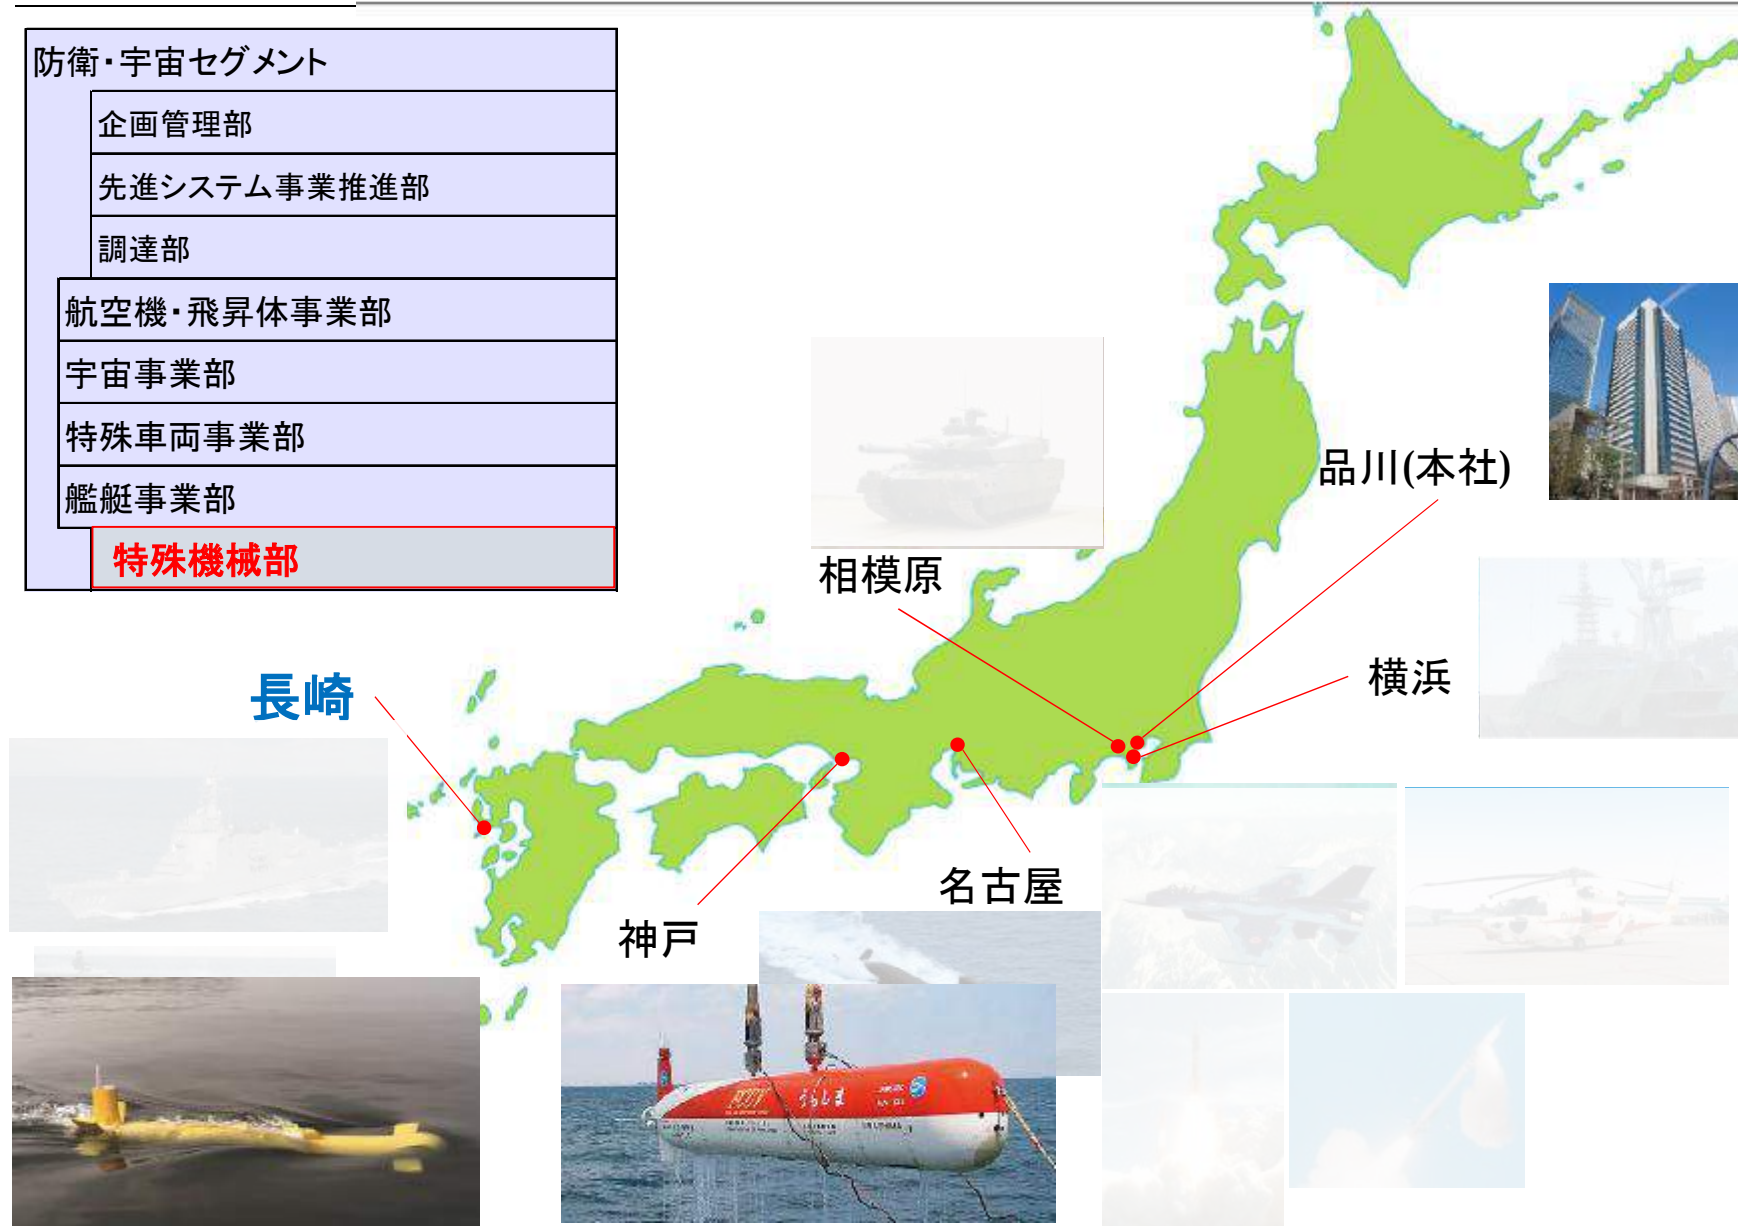 防衛・宇宙セグメント
企画管理部
先進システム事業推進部
調達部
航空機・飛昇体事業部
宇宙事業部
特殊車両事業部
艦艇事業部
特殊機械部
品川(本社)
相模原
横浜
長崎
名古屋
神戸
うらしま